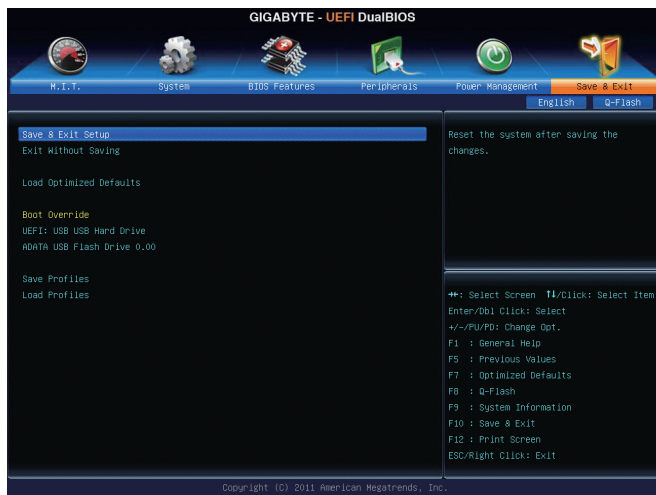 GIGABYTE - UEFI DualBIOS
M.I.T.
System
BIOS Features
Peripherals
Power Management
Save & Exit
English
Q-Flash
Save & Exit Setup
Exit Without Saving
Load Optimized Defaults
Boot Override
UEFI: USB USB Hard Drive
ADATA USB Flash Drive 0.00
Save Profiles
Load Profiles
Reset the system after saving the
changes.
→←: Select Screen ↑↓/Click: Select Item
Enter/Dbl Click: Select
+/-/PU/PD: Change Opt.
F1 : General Help
F5 : Previous Values
F7 : Optimized Defaults
F8 : Q-Flash
F9 : System Information
F10 : Save & Exit
F12 : Print Screen
ESC/Right Click: Exit
Copyright (C) 2011 American Megatrends, Inc.